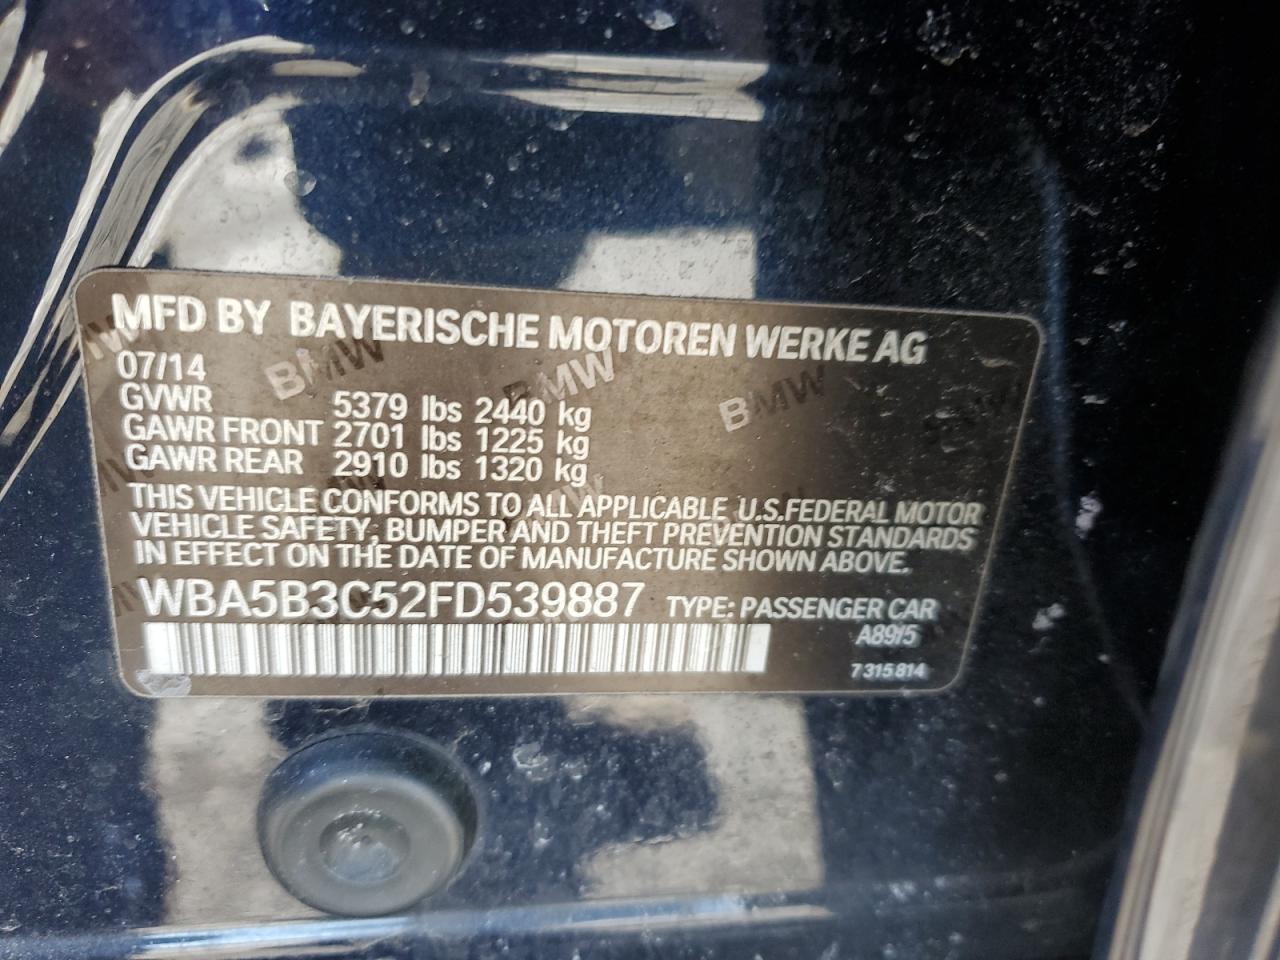 MFD BY BAYERISCHE MOTOREN WERKE AG
07/14
GVWR 5379 lbs 2440 kg
GAWR FRONT 2701 lbs 1225 kg
GAWR REAR 2910 lbs 1320 kg
THIS VEHICLE CONFORMS TO ALL APPLICABLE U.S.FEDERAL MOTOR
VEHICLE SAFETY, BUMPER AND THEFT PREVENTION STANDARDS
IN EFFECT ON THE DATE OF MANUFACTURE SHOWN ABOVE.
WBA5B3C52FD539887 TYPE: PASSENGER CAR
A89/5
7 315 814
BMW BMW BMW